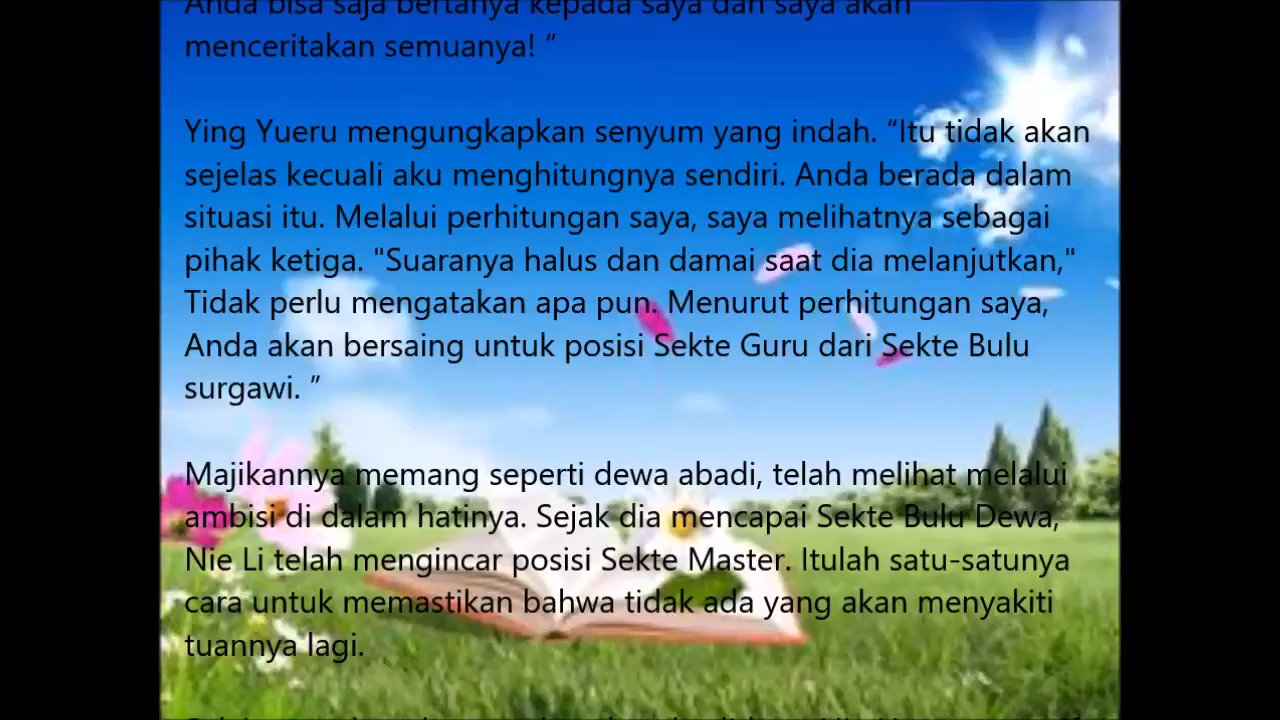 Anda bisa saja bertanya kepada saya dan saya akan
menceritakan semuanya! ”
Ying Yueru mengungkapkan senyum yang indah. “Itu tidak akan
sejelas kecuali aku menghitungnya sendiri. Anda berada dalam
situasi itu. Melalui perhitungan saya, saya melihatnya sebagai
pihak ketiga. "Suaranya halus dan damai saat dia melanjutkan,"
Tidak perlu mengatakan apa pun. Menurut perhitungan saya,
Anda akan bersaing untuk posisi Sekte Guru dari Sekte Bulu
surgawi. ”
Majikannya memang seperti dewa abadi, telah melihat melalui
ambisi di dalam hatinya. Sejak dia mencapai Sekte Bulu Dewa,
Nie Li telah mengincar posisi Sekte Master. Itulah satu-satunya
cara untuk memastikan bahwa tidak ada yang akan menyakiti
tuannya lagi.